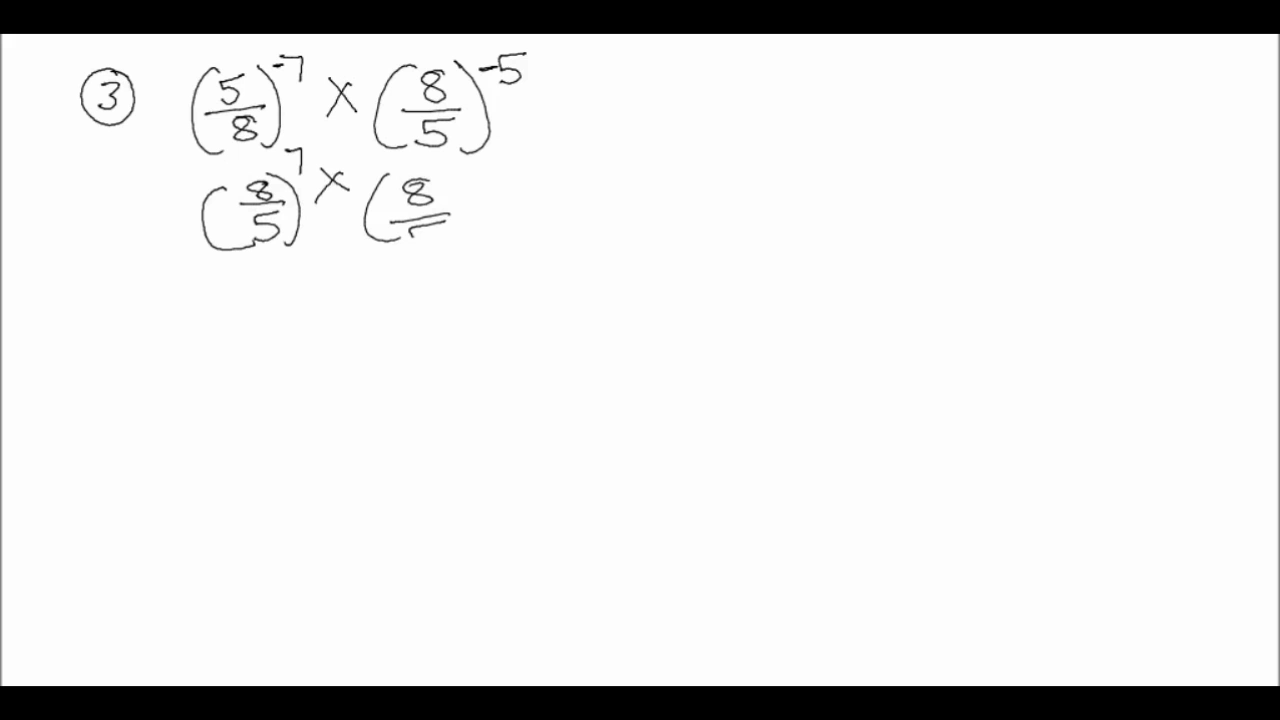 ③ (5/8)^-7 × (8/5)^-5
(8/5)^7 × (8/